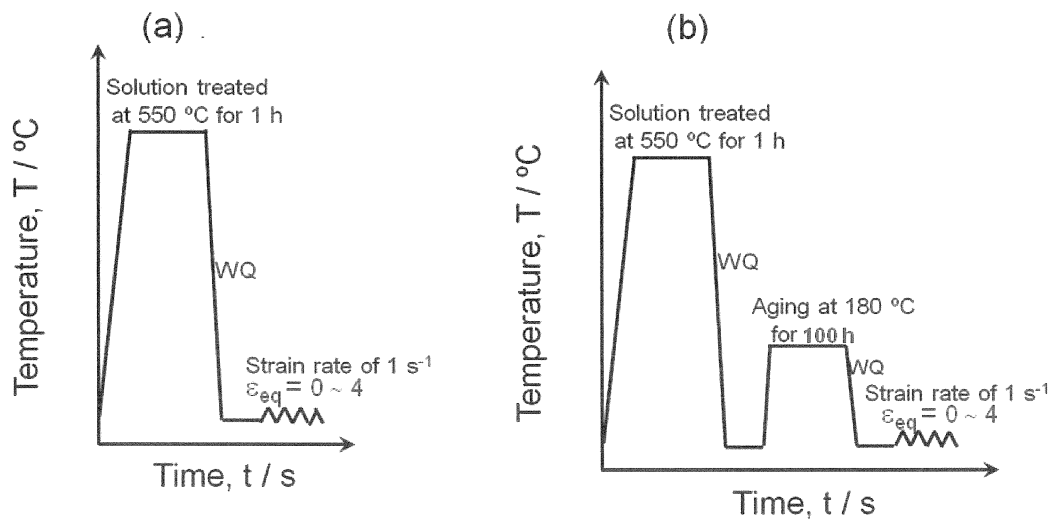 (a)
Temperature, T / ºC
Solution treated
at 550 ºC for 1 h
WQ
Strain rate of 1 s⁻¹
εeq = 0 ~ 4
Time, t / s
(b)
Temperature, T / ºC
Solution treated
at 550 ºC for 1 h
WQ
Aging at 180 ºC
for 100 h
WQ
Strain rate of 1 s⁻¹
εeq = 0 ~ 4
Time, t / s